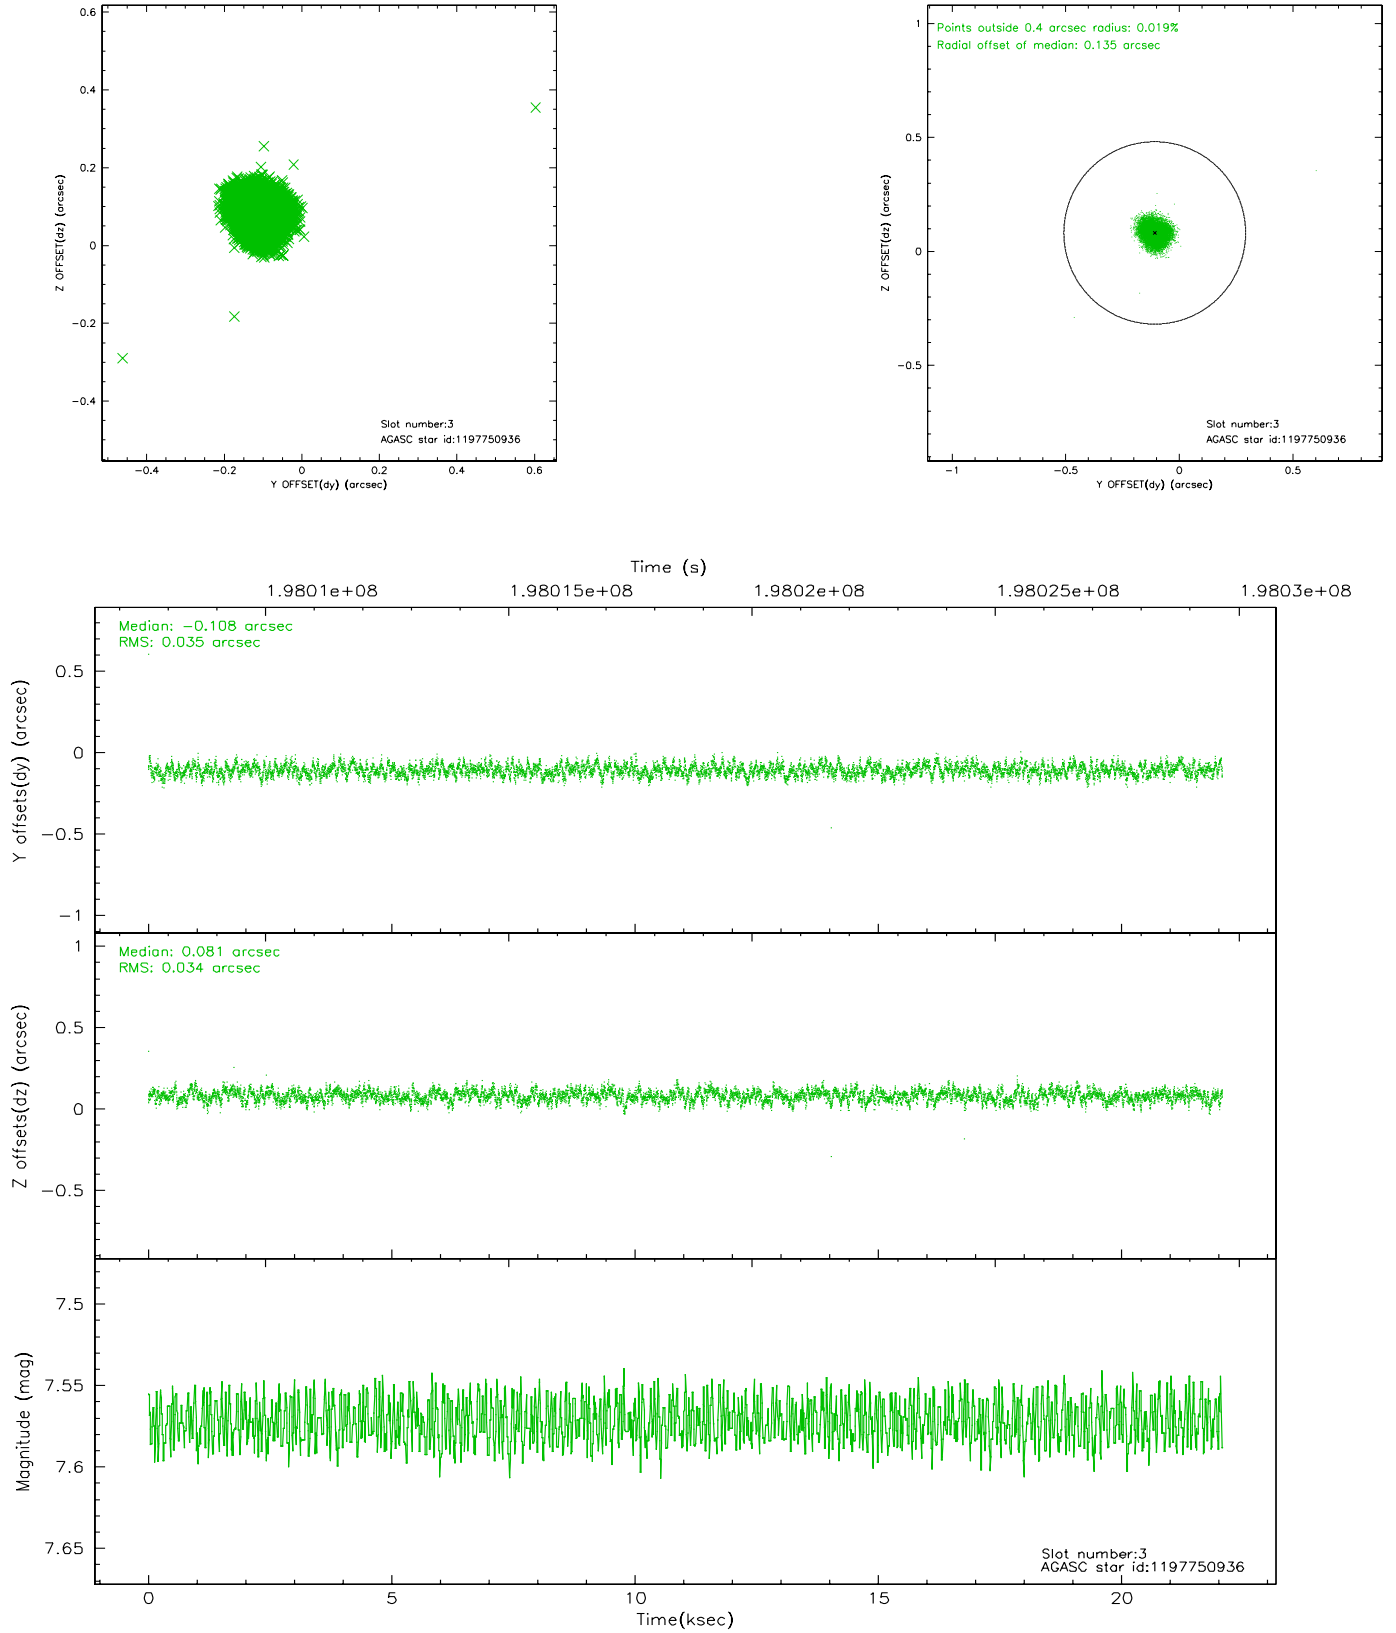 0.6
0.4
0.2
0
−0.2
−0.4
Z OFFSET(dz) (arcsec)
Slot number:3
AGASC star id:1197750936
−0.4 −0.2 0 0.2 0.4 0.6
Y OFFSET(dy) (arcsec)
Points outside 0.4 arcsec radius: 0.019%
Radial offset of median: 0.135 arcsec
1
0.5
0
−0.5
Z OFFSET(dz) (arcsec)
Slot number:3
AGASC star id:1197750936
−1 −0.5 0 0.5
Y OFFSET(dy) (arcsec)
Time (s)
1.9801e+08 1.98015e+08 1.9802e+08 1.98025e+08 1.9803e+08
Median: −0.108 arcsec
RMS: 0.035 arcsec
0.5
0
−0.5
−1
Y offsets(dy) (arcsec)
Median: 0.081 arcsec
RMS: 0.034 arcsec
1
0.5
0
−0.5
Z offsets(dz) (arcsec)
7.5
7.55
7.6
7.65
Magnitude (mag)
Slot number:3
AGASC star id:1197750936
0 5 10 15 20
Time(ksec)